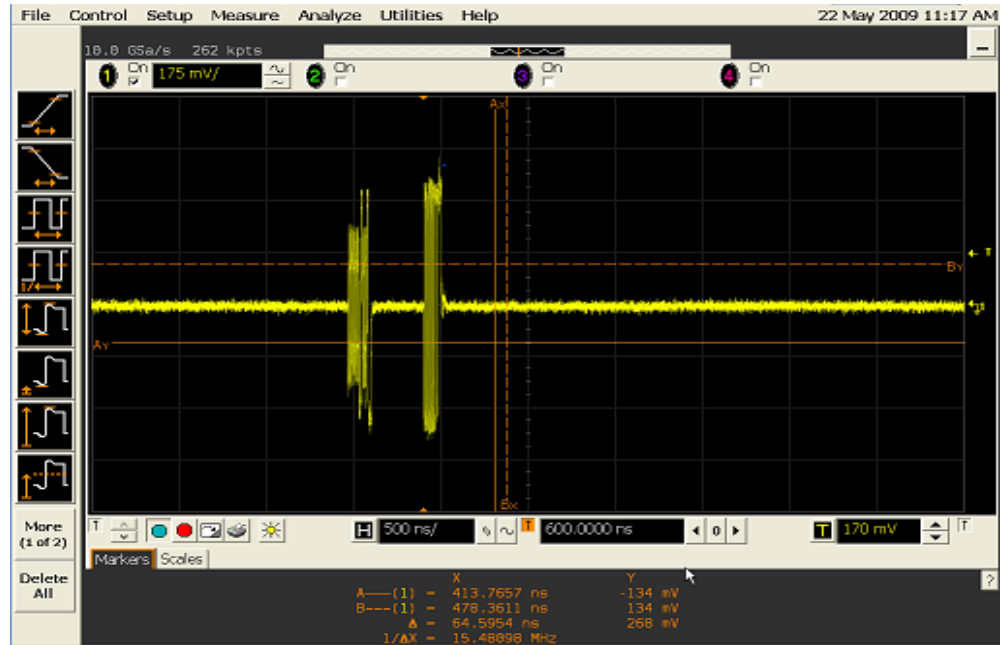 File Control Setup Measure Analyze Utilities Help 22 May 2009 11:17 AM
10.0 GSa/s 262 kpts
1 On 175 mV/ 2 On 3 On 4 On
Ax
T
By
1/
Ay
Bx
More
(1 of 2)
T H 500 ns/ T 600.0000 ns 0 T 170 mV T
Markers Scales
Delete
All
?
X Y
A——(1) = 413.7657 ns -134 mV
B---(1) = 478.3611 ns 134 mV
Δ = 64.5954 ns 268 mV
1/ΔX = 15.48098 MHz